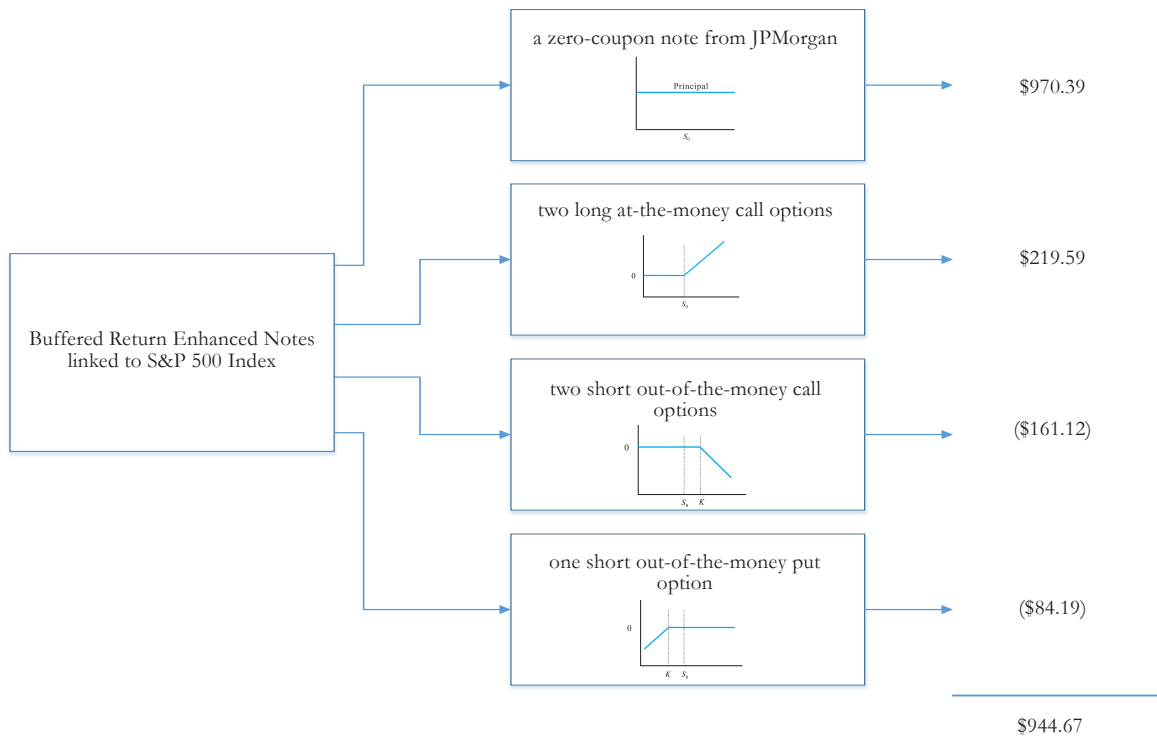 a zero-coupon note from JPMorgan
Principal
S₀
$970.39
two long at-the-money call options
0
S₀
$219.59
Buffered Return Enhanced Notes
linked to S&P 500 Index
two short out-of-the-money call
options
0
S₀ K
($161.12)
one short out-of-the-money put
option
0
K S₀
($84.19)
$944.67